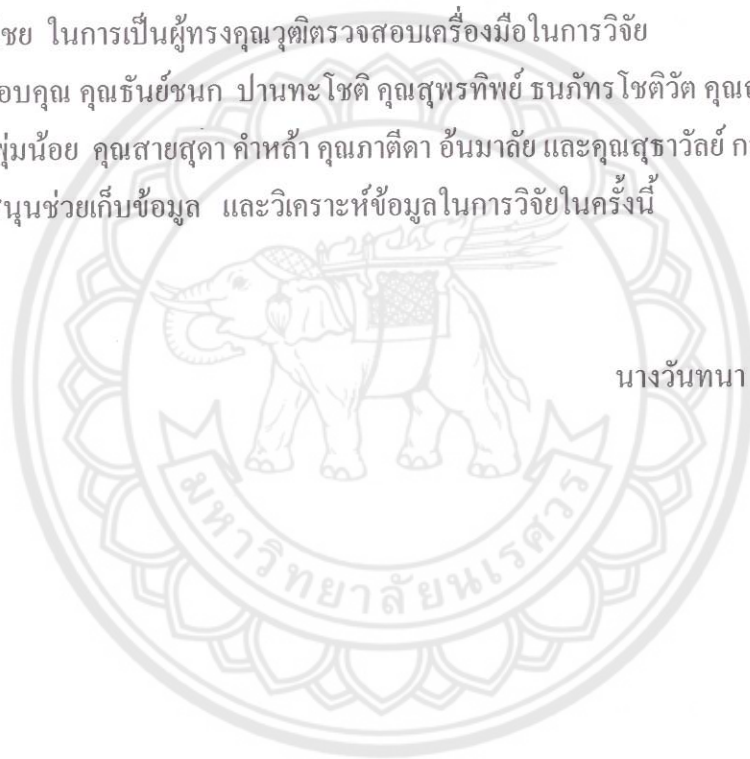 ชย ในการเป็นผู้ทรงคุณวุฒิตรวจสอบเครื่องมือในการวิจัย
อบคุณ คุณธันย์ชนก ปานทะโชติ คุณสุพรทิพย์ ธนภัทรโชติวัต
พุ่มน้อย คุณสายสุดา คำหล้า คุณภาตีดา อ้นมาลัย และคุณสุธาวัลย์
นุนช่วยเก็บข้อมูล และวิเคราะห์ข้อมูลในการวิจัยในครั้งนี้
นางวันทนา
มหาวิทยาลัยนเรศวร